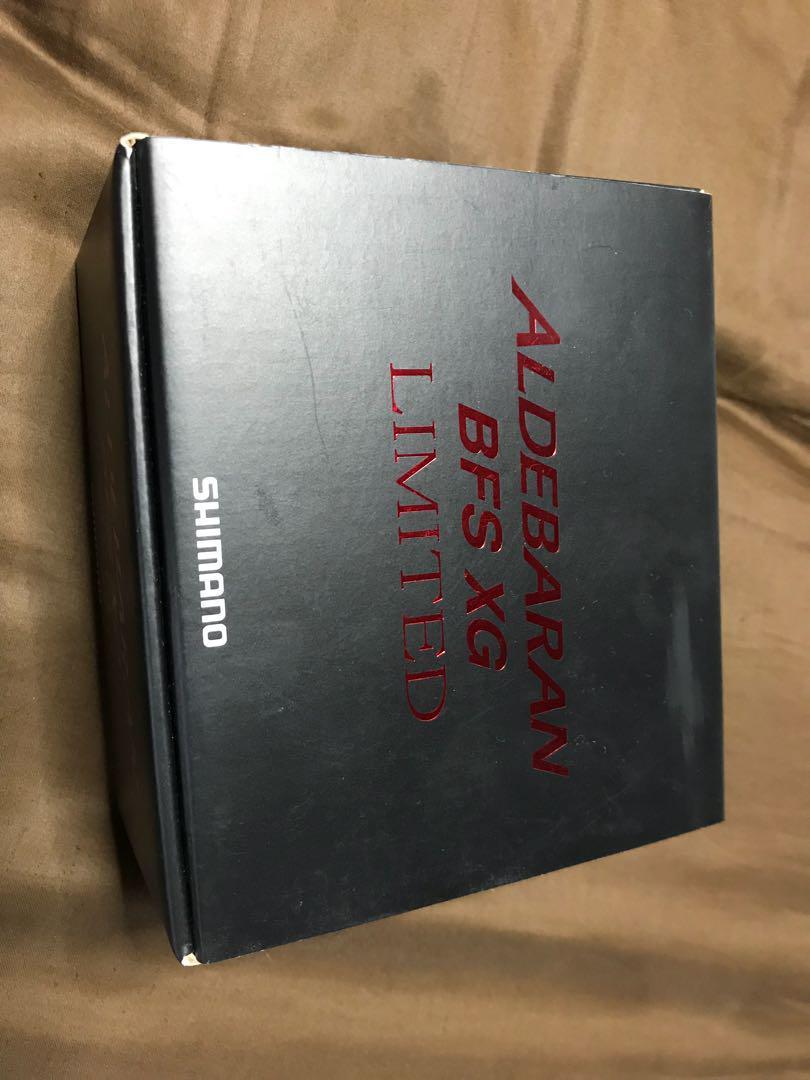 ALDEBARAN
BFS XG
LIMITED
SHIMANO